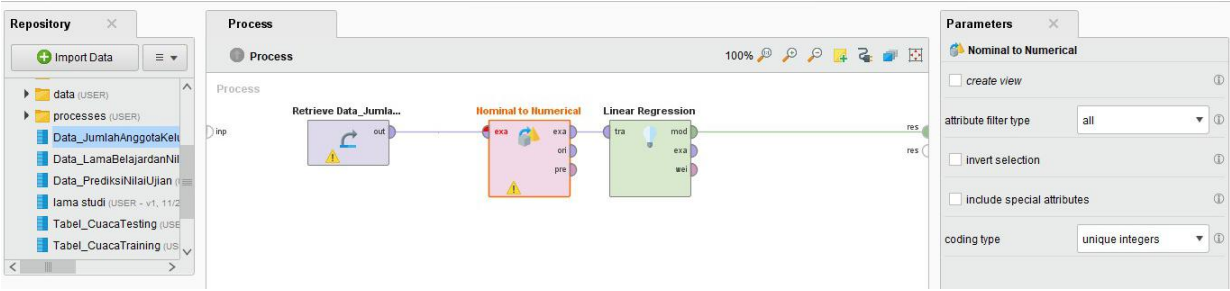 Repository
Import Data
data (USER)
processes (USER)
Data_JumlahAnggotaKelu
Data_LamaBelajardanNil
Data_PrediksiNilaiUjian
lama studi (USER - v1, 11/2
Tabel_CuacaTesting (USE
Tabel_CuacaTraining (US
Process
Process
100%
Process
inp
Retrieve Data_Jumla...
out
Nominal to Numerical
exa
exa
ori
pre
Linear Regression
tra
mod
exa
wei
res
res
Parameters
Nominal to Numerical
create view
attribute filter type
all
invert selection
include special attributes
coding type
unique integers